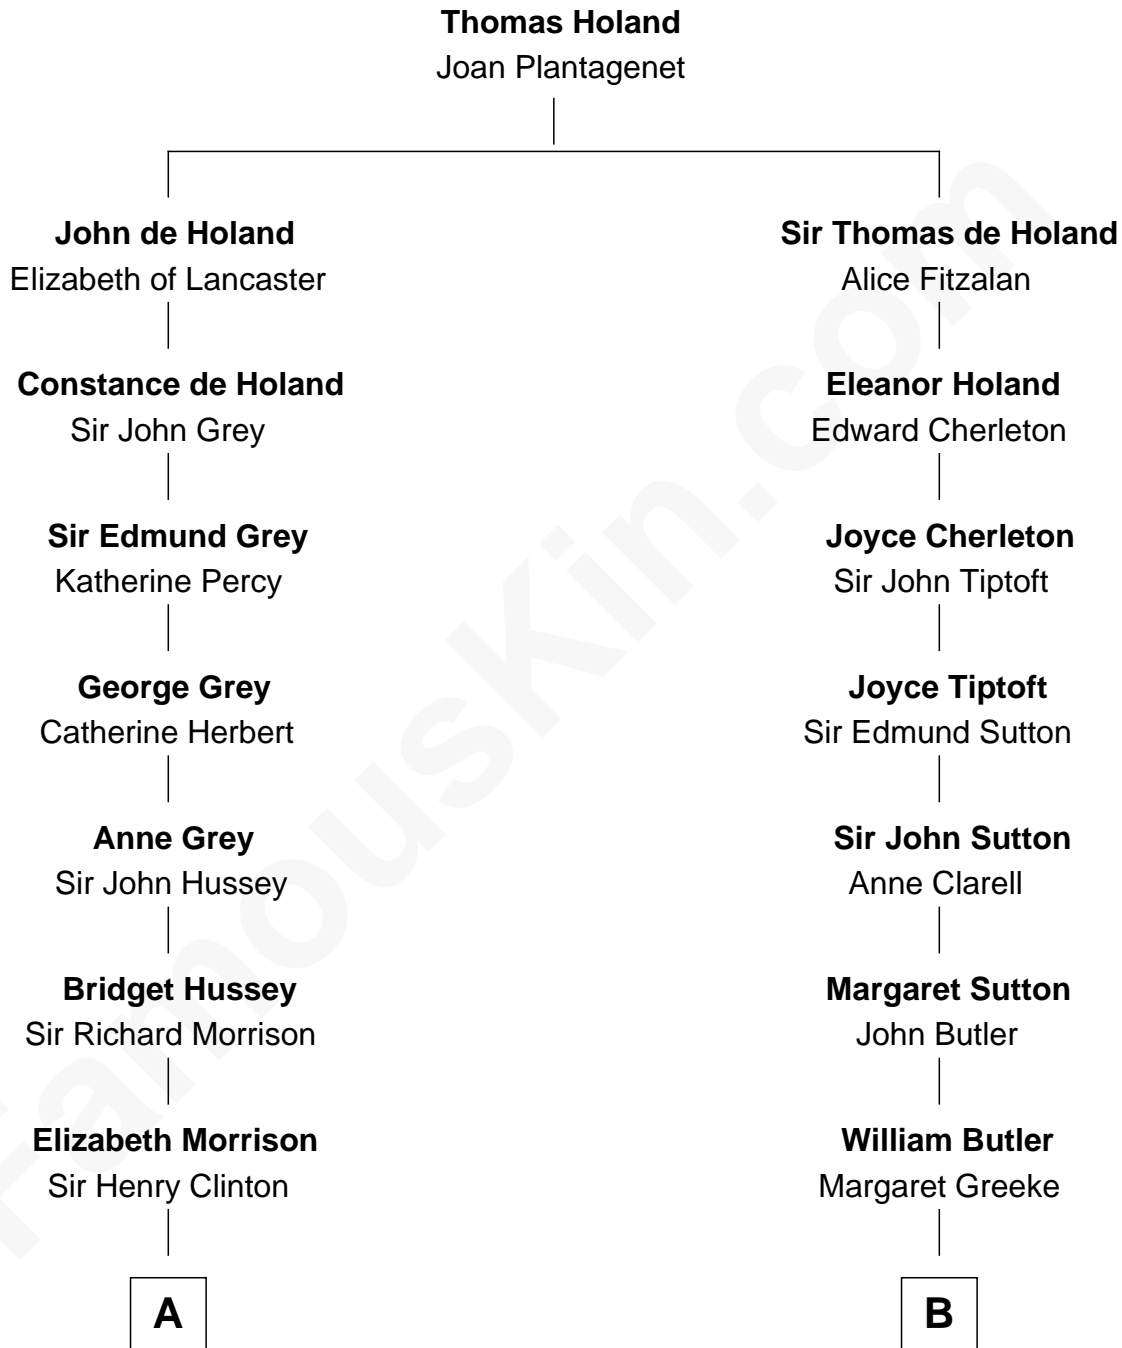 Thomas Holand
Joan Plantagenet
John de Holand
Elizabeth of Lancaster
Sir Thomas de Holand
Alice Fitzalan
Constance de Holand
Sir John Grey
Eleanor Holand
Edward Cherleton
Sir Edmund Grey
Katherine Percy
Joyce Cherleton
Sir John Tiptoft
George Grey
Catherine Herbert
Joyce Tiptoft
Sir Edmund Sutton
Anne Grey
Sir John Hussey
Sir John Sutton
Anne Clarell
Bridget Hussey
Sir Richard Morrison
Margaret Sutton
John Butler
Elizabeth Morrison
Sir Henry Clinton
William Butler
Margaret Greeke
A
B
FamousKin.com